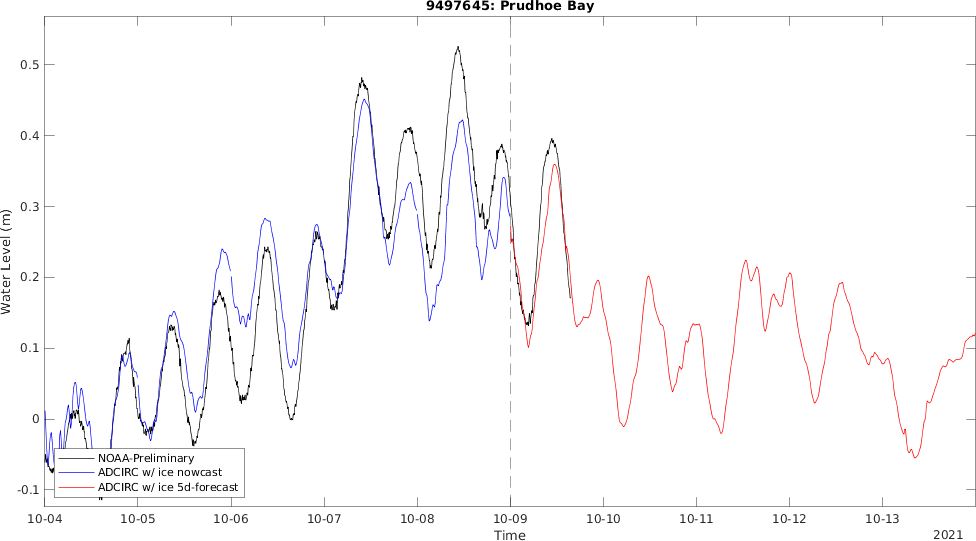 9497645: Prudhoe Bay
0.5
0.4
0.3
0.2
0.1
0
-0.1
Water Level (m)
NOAA-Preliminary
ADCIRC w/ ice nowcast
ADCIRC w/ ice 5d-forecast
10-04 10-05 10-06 10-07 10-08 10-09 10-10 10-11 10-12 10-13
Time
2021